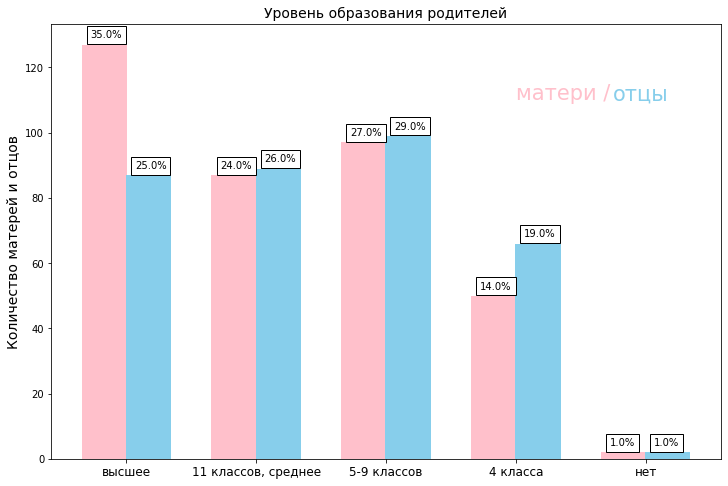 Уровень образования родителей
Количество матерей и отцов
матери / отцы
120
100
80
60
40
20
0
35.0%
25.0%
24.0%
26.0%
27.0%
29.0%
14.0%
19.0%
1.0%
1.0%
высшее
11 классов, среднее
5-9 классов
4 класса
нет